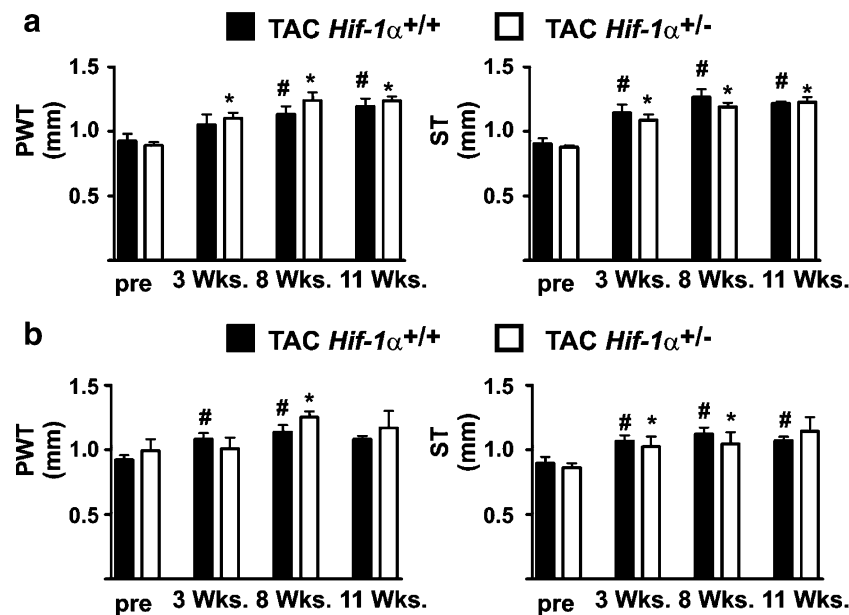 a
TAC Hif-1α+/+ TAC Hif-1α+/-
PWT (mm)
1.5
1.0
0.5
# # * * *
pre 3 Wks. 8 Wks. 11 Wks.
ST (mm)
1.5
1.0
0.5
# * # * # *
pre 3 Wks. 8 Wks. 11 Wks.
b
TAC Hif-1α+/+ TAC Hif-1α+/-
PWT (mm)
1.5
1.0
0.5
# # *
pre 3 Wks. 8 Wks. 11 Wks.
ST (mm)
1.5
1.0
0.5
# * # * #
pre 3 Wks. 8 Wks. 11 Wks.